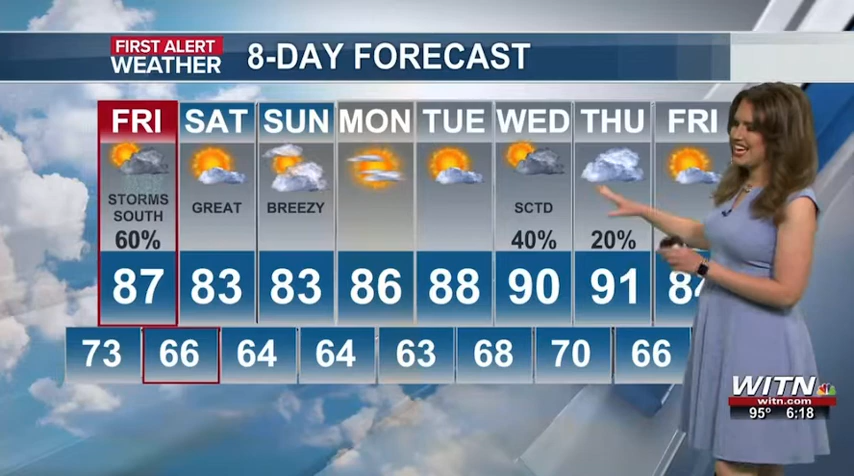 FIRST ALERT
WEATHER
8-DAY FORECAST
FRI SAT SUN MON TUE WED THU FRI
STORMS
SOUTH
GREAT
BREEZY
SCTD
60%
40%
20%
87 83 83 86 88 90 91 84
73 66 64 64 63 68 70 66
WITN
witn.com
95° 6:18